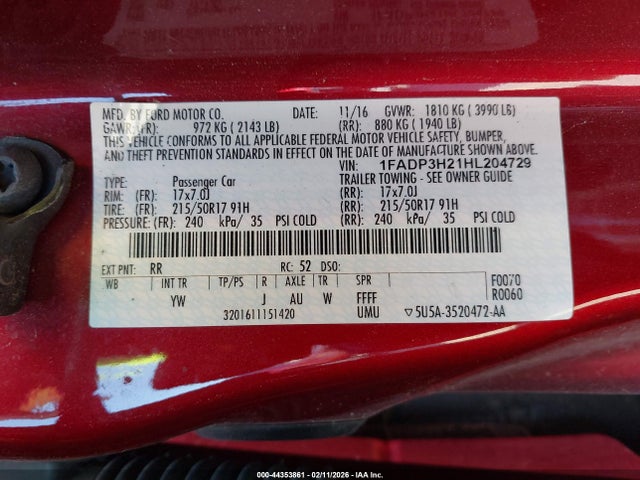 MFD. BY FORD MOTOR CO. DATE: 11/16 GVWR: 1810 KG ( 3990 LB)
GAWR:(FR): 972 KG ( 2143 LB) (RR): 880 KG ( 1940 LB)
THIS VEHICLE CONFORMS TO ALL APPLICABLE FEDERAL MOTOR VEHICLE SAFETY, BUMPER,
AND THEFT PREVENTION STANDARDS IN EFFECT ON THE DATE OF MANUFACTURE SHOWN ABOVE.
VIN: 1FADP3H21HL204729
TYPE: Passenger Car TRAILER TOWING - SEE OWNER GUIDE
RIM: (FR): 17x7.0J (RR): 17x7.0J
TIRE: (FR): 215/50R17 91H (RR): 215/50R17 91H
PRESSURE:(FR): 240 kPa/ 35 PSI COLD (RR): 240 kPa/ 35 PSI COLD
EXT PNT: RR RC: 52 DSO:
WB INT TR TP/PS R AXLE TR SPR F0070
YW J AU W FFFF R0060
3201611151420 UMU ▽5U5A-3520472-AA
000-44353861 - 02/11/2026 - IAA Inc.